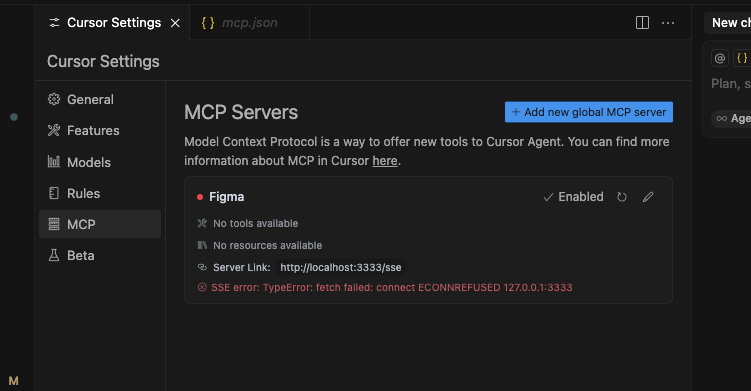 Cursor Settings
{ } mcp.json
New ch
Cursor Settings
@ { }
Plan, s
Age
General
Features
Models
Rules
MCP
Beta
MCP Servers
+ Add new global MCP server
Model Context Protocol is a way to offer new tools to Cursor Agent. You can find more
information about MCP in Cursor here.
Figma
Enabled
No tools available
No resources available
Server Link: http://localhost:3333/sse
SSE error: TypeError: fetch failed: connect ECONNREFUSED 127.0.0.1:3333
M